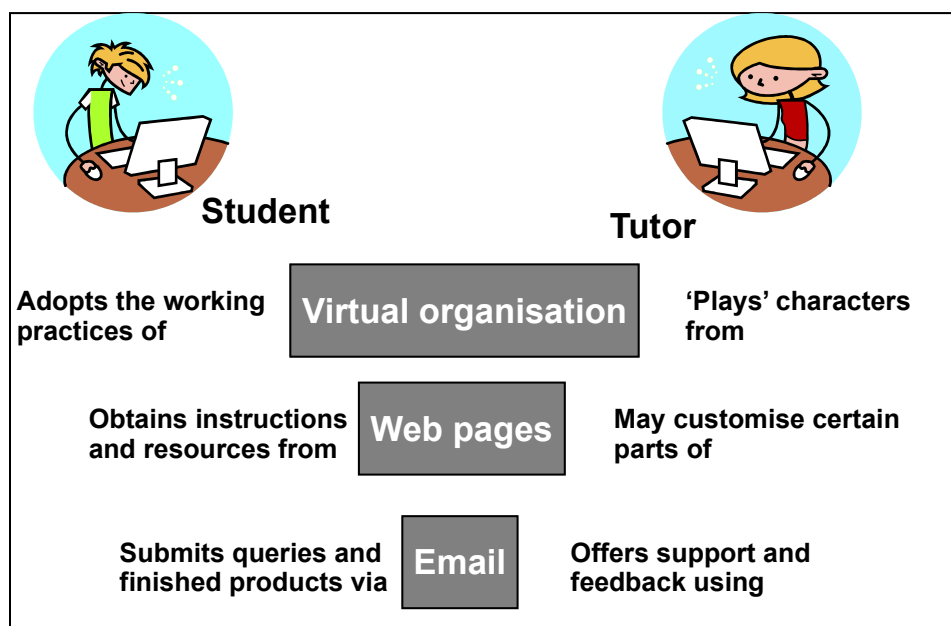 Student
Tutor
Adopts the working
practices of
Virtual organisation
‘Plays’ characters
from
Obtains instructions
and resources from
Web pages
May customise certain
parts of
Submits queries and
finished products via
Email
Offers support and
feedback using